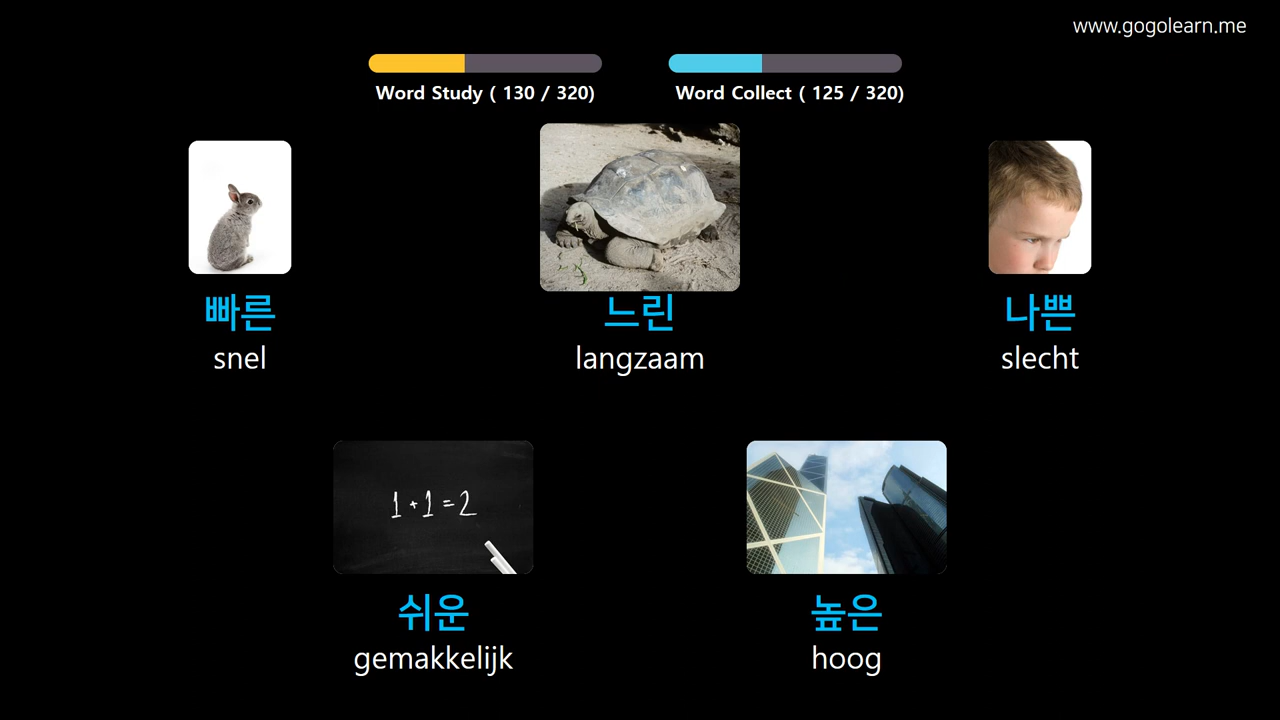 www.gogolearn.me
Word Study ( 130 / 320)
Word Collect ( 125 / 320)
빠른
snel
느린
langzaam
나쁜
slecht
1+1=2
쉬운
gemakkelijk
높은
hoog